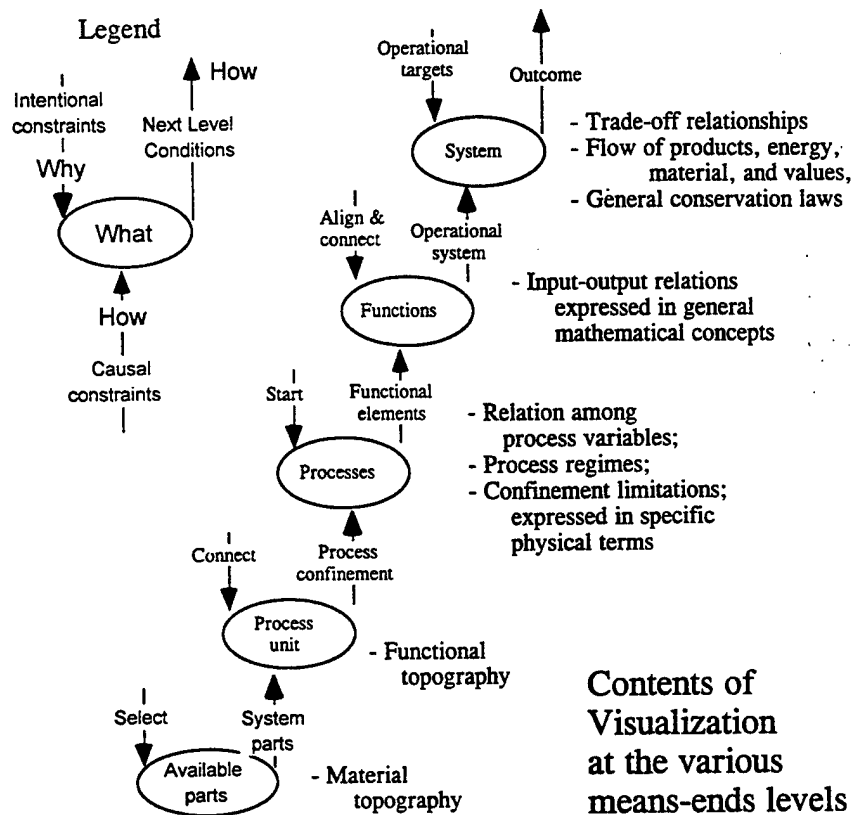 Legend
How
Intentional
constraints
Next Level
Conditions
Why
What
How
Causal
constraints
Operational
targets
Outcome
System
- Trade-off relationships
- Flow of products, energy,
material, and values,
- General conservation laws
Align &
connect
Operational
system
Functions
- Input-output relations
expressed in general
mathematical concepts
Start
Functional
elements
Processes
- Relation among
process variables;
- Process regimes;
- Confinement limitations;
expressed in specific
physical terms
Connect
Process
confinement
Process
unit
- Functional
topography
Select
System
parts
Available
parts
- Material
topography
Contents of
Visualization
at the various
means-ends levels